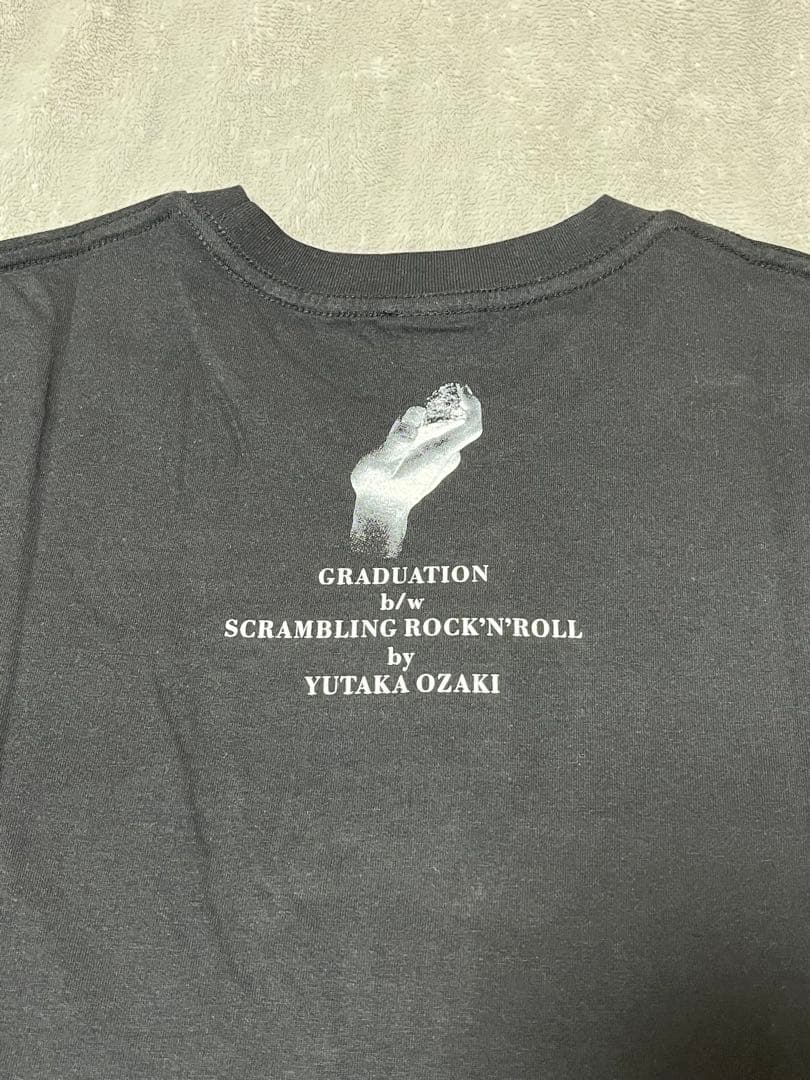 GRADUATION
b/w
SCRAMBLING ROCK'N'ROLL
by
YUTAKA OZAKI